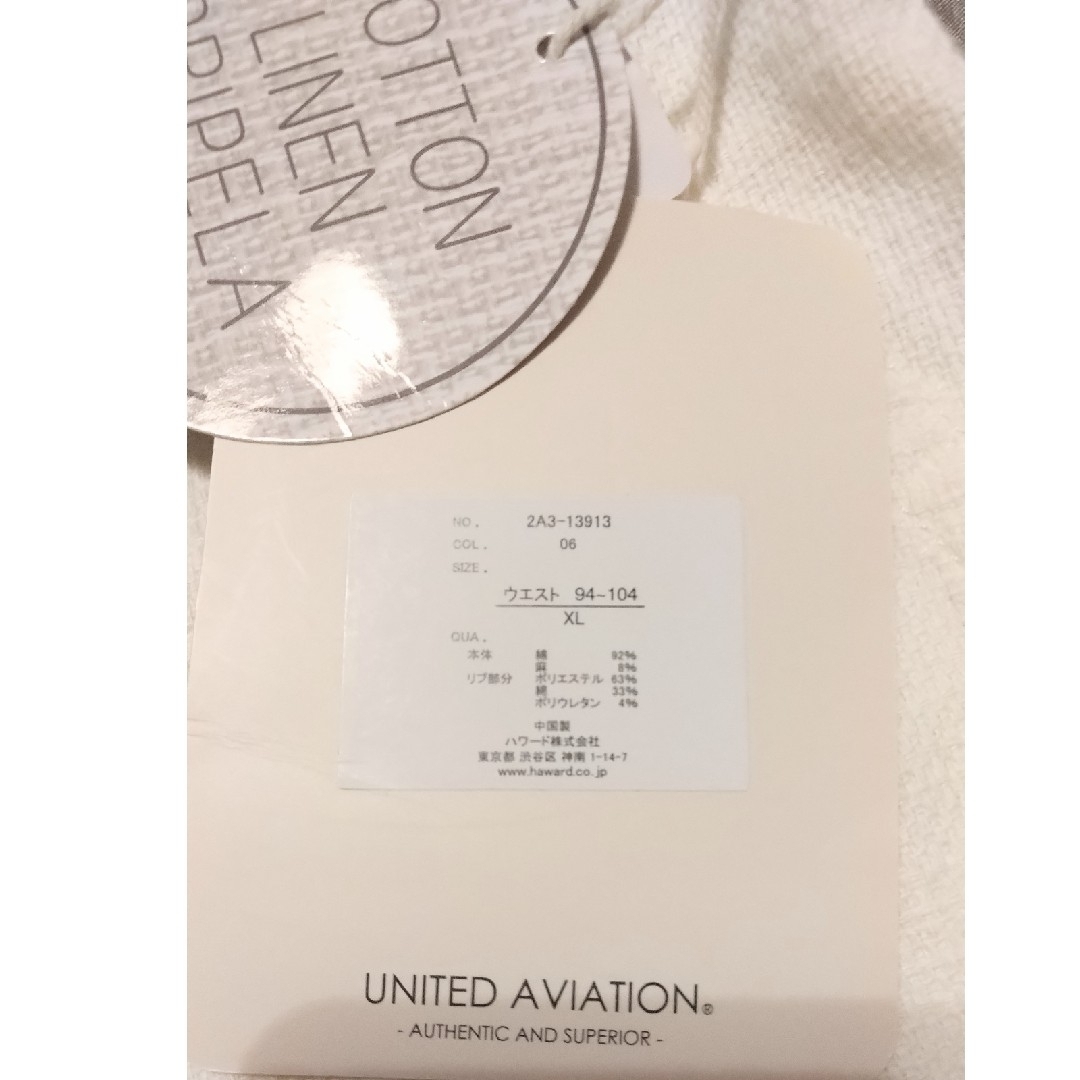 OTTON
LINEN
RIPELA
NO. 2A3-13913
COL. 06
SIZE.
ウエスト 94~104
XL
QUA.
本体 綿 92%
麻 8%
リブ部分 ポリエステル 63%
綿 33%
ポリウレタン 4%
中国製
ハワード株式会社
東京都 渋谷区 神南 1-14-7
www.haward.co.jp
UNITED AVIATION®
- AUTHENTIC AND SUPERIOR -